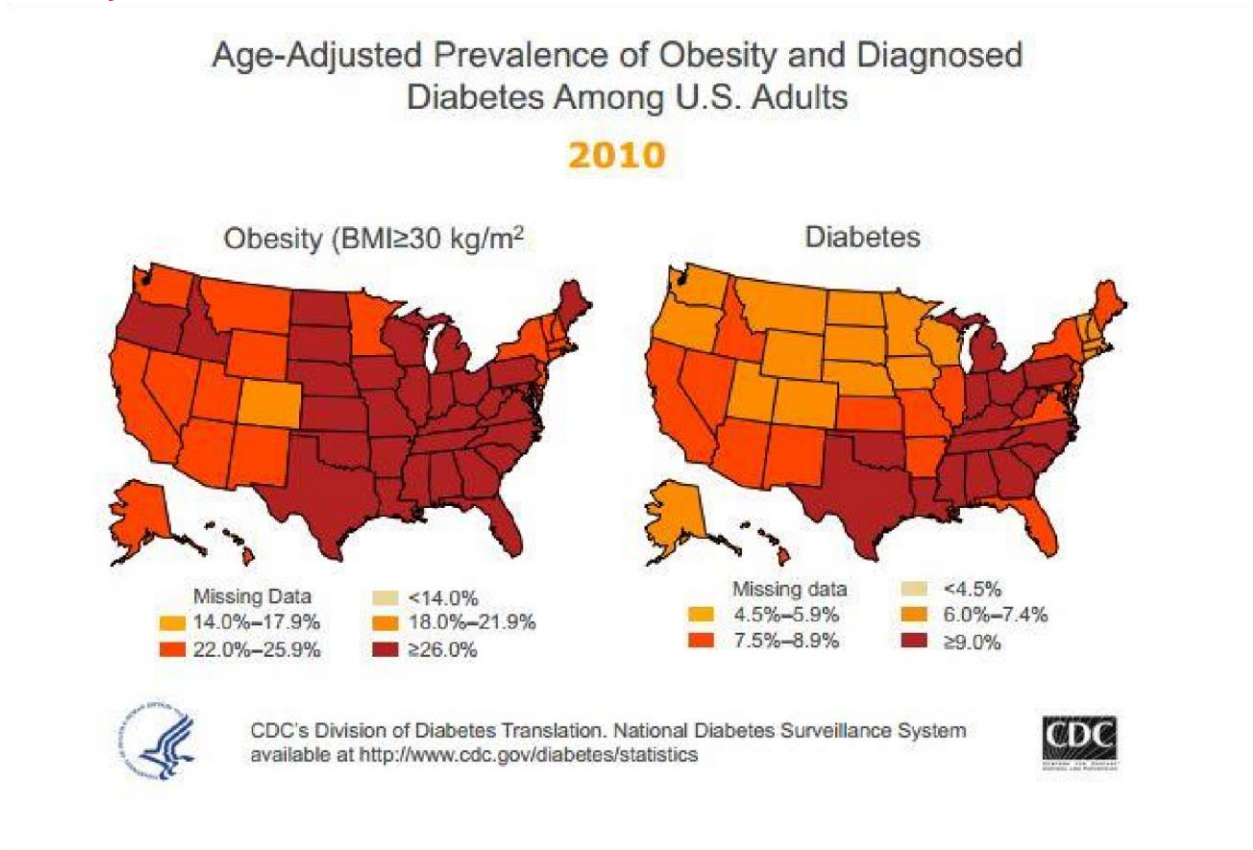 Age-Adjusted Prevalence of Obesity and Diagnosed
Diabetes Among U.S. Adults
2010
Obesity (BMI≥30 kg/m²
Diabetes
Missing Data
<14.0%
14.0%–17.9%
18.0%–21.9%
22.0%–25.9%
≥26.0%
Missing data
<4.5%
4.5%–5.9%
6.0%–7.4%
7.5%–8.9%
≥9.0%
CDC's Division of Diabetes Translation. National Diabetes Surveillance System
available at http://www.cdc.gov/diabetes/statistics
CDC